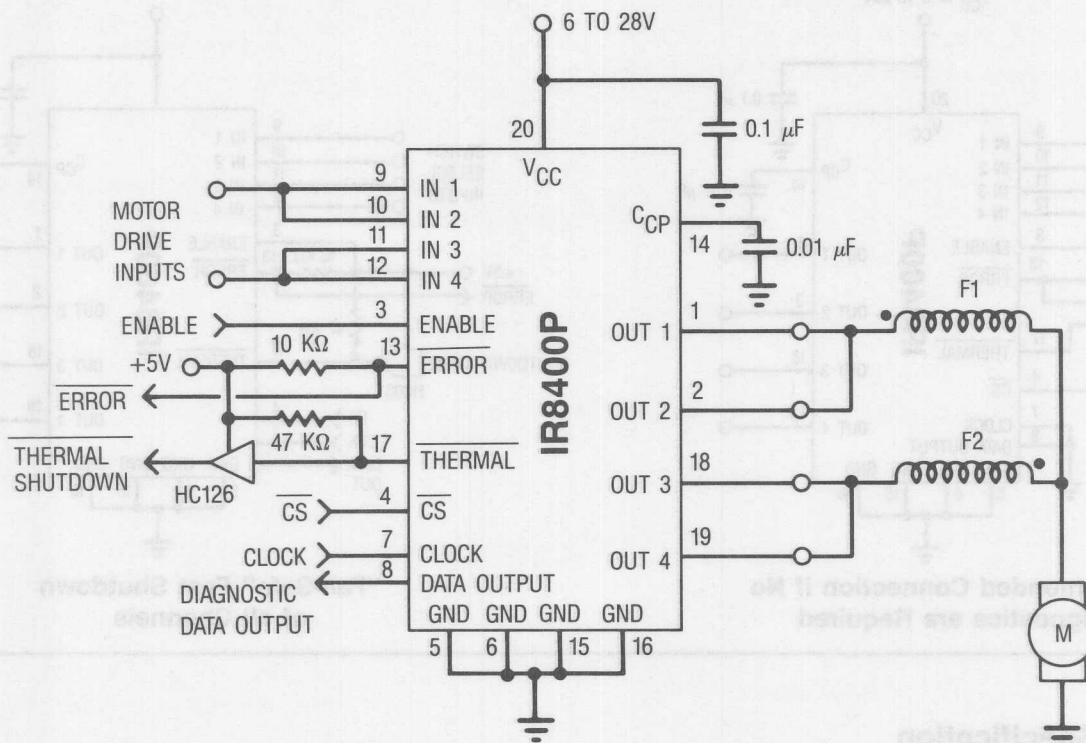 6 TO 28V
20
0.1 μF
VCC
9
IN 1
10
IN 2
MOTOR
DRIVE
INPUTS
11
IN 3
12
IN 4
CCP
14
0.01 μF
ENABLE
3
ENABLE
10 KΩ
+5V
13
ERROR
ERROR
47 KΩ
17
THERMAL
THERMAL
SHUTDOWN
HC126
CS
4
CS
CLOCK
7
CLOCK
8
DATA OUTPUT
DIAGNOSTIC
DATA OUTPUT
IR8400P
OUT 1
1
F1
OUT 2
2
OUT 3
18
F2
OUT 4
19
M
GND
GND
GND
GND
5
6
15
16